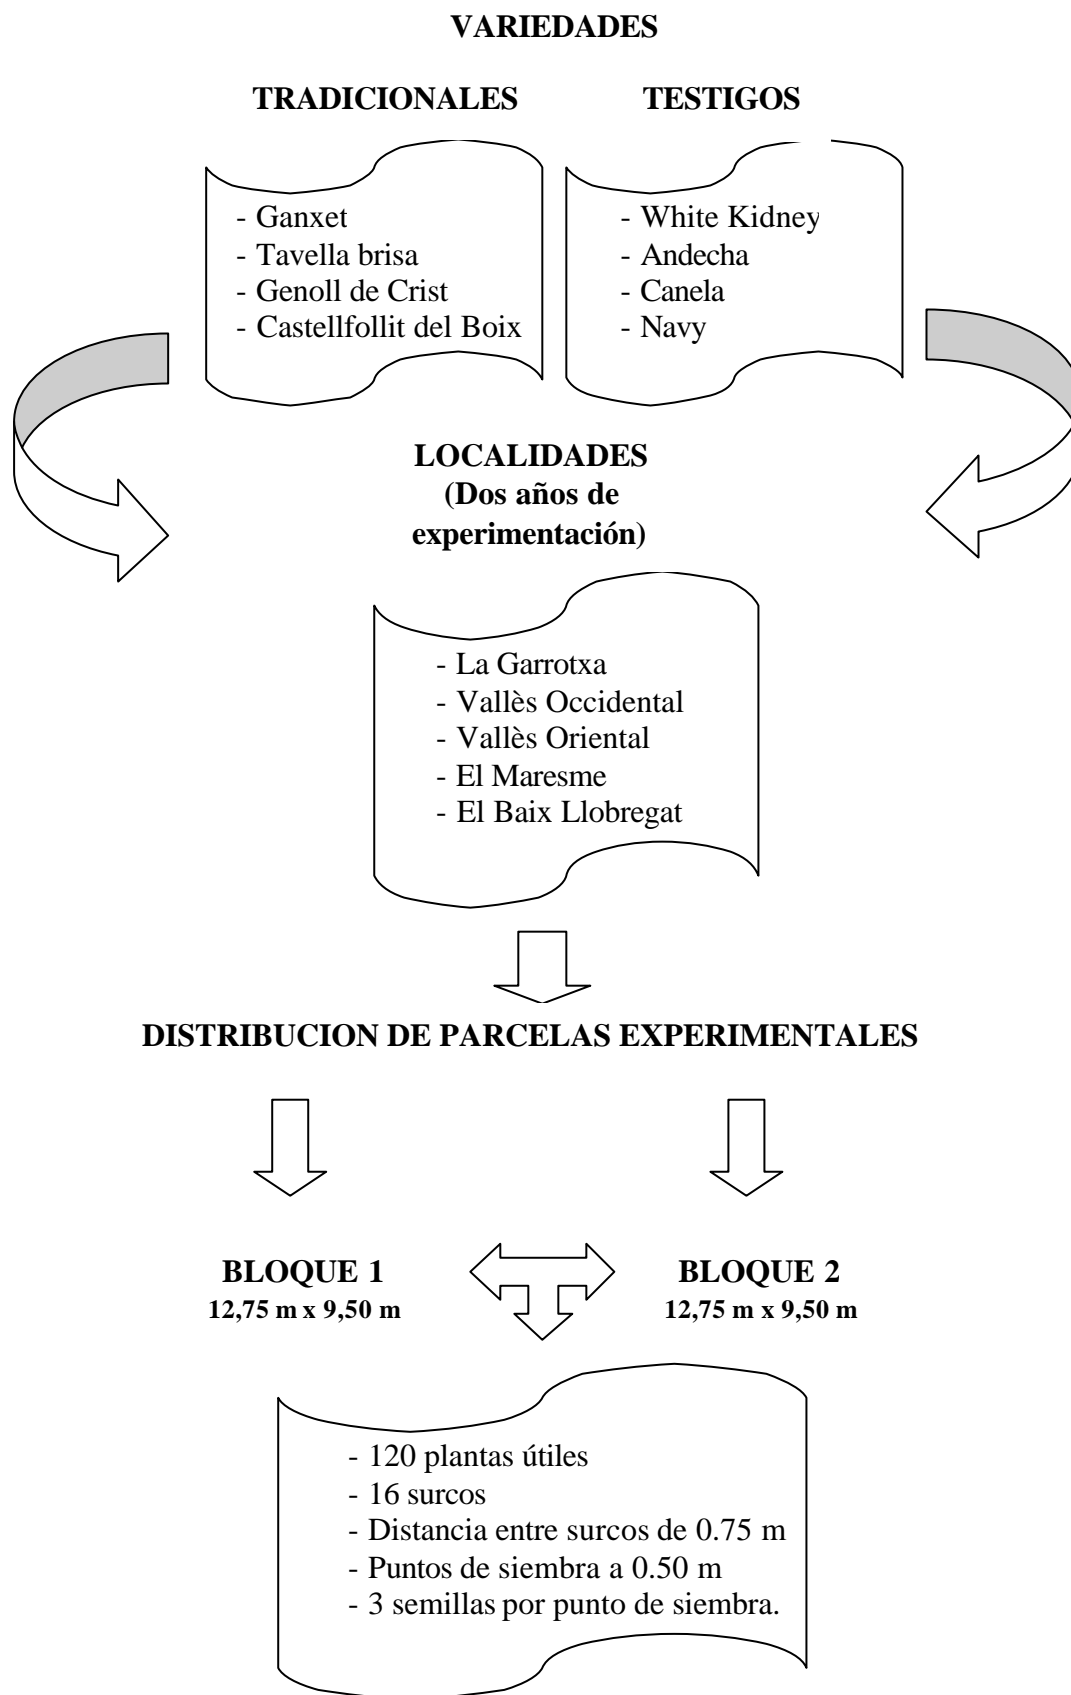 VARIEDADES
TRADICIONALES
TESTIGOS
- Ganxet
- Tavella brisa
- Genoll de Crist
- Castellfollit del Boix
- White Kidney
- Andecha
- Canela
- Navy
LOCALIDADES
(Dos años de
experimentación)
- La Garrotxa
- Vallès Occidental
- Vallès Oriental
- El Maresme
- El Baix Llobregat
DISTRIBUCION DE PARCELAS EXPERIMENTALES
BLOQUE 1
12,75 m x 9,50 m
BLOQUE 2
12,75 m x 9,50 m
- 120 plantas útiles
- 16 surcos
- Distancia entre surcos de 0.75 m
- Puntos de siembra a 0.50 m
- 3 semillas por punto de siembra.